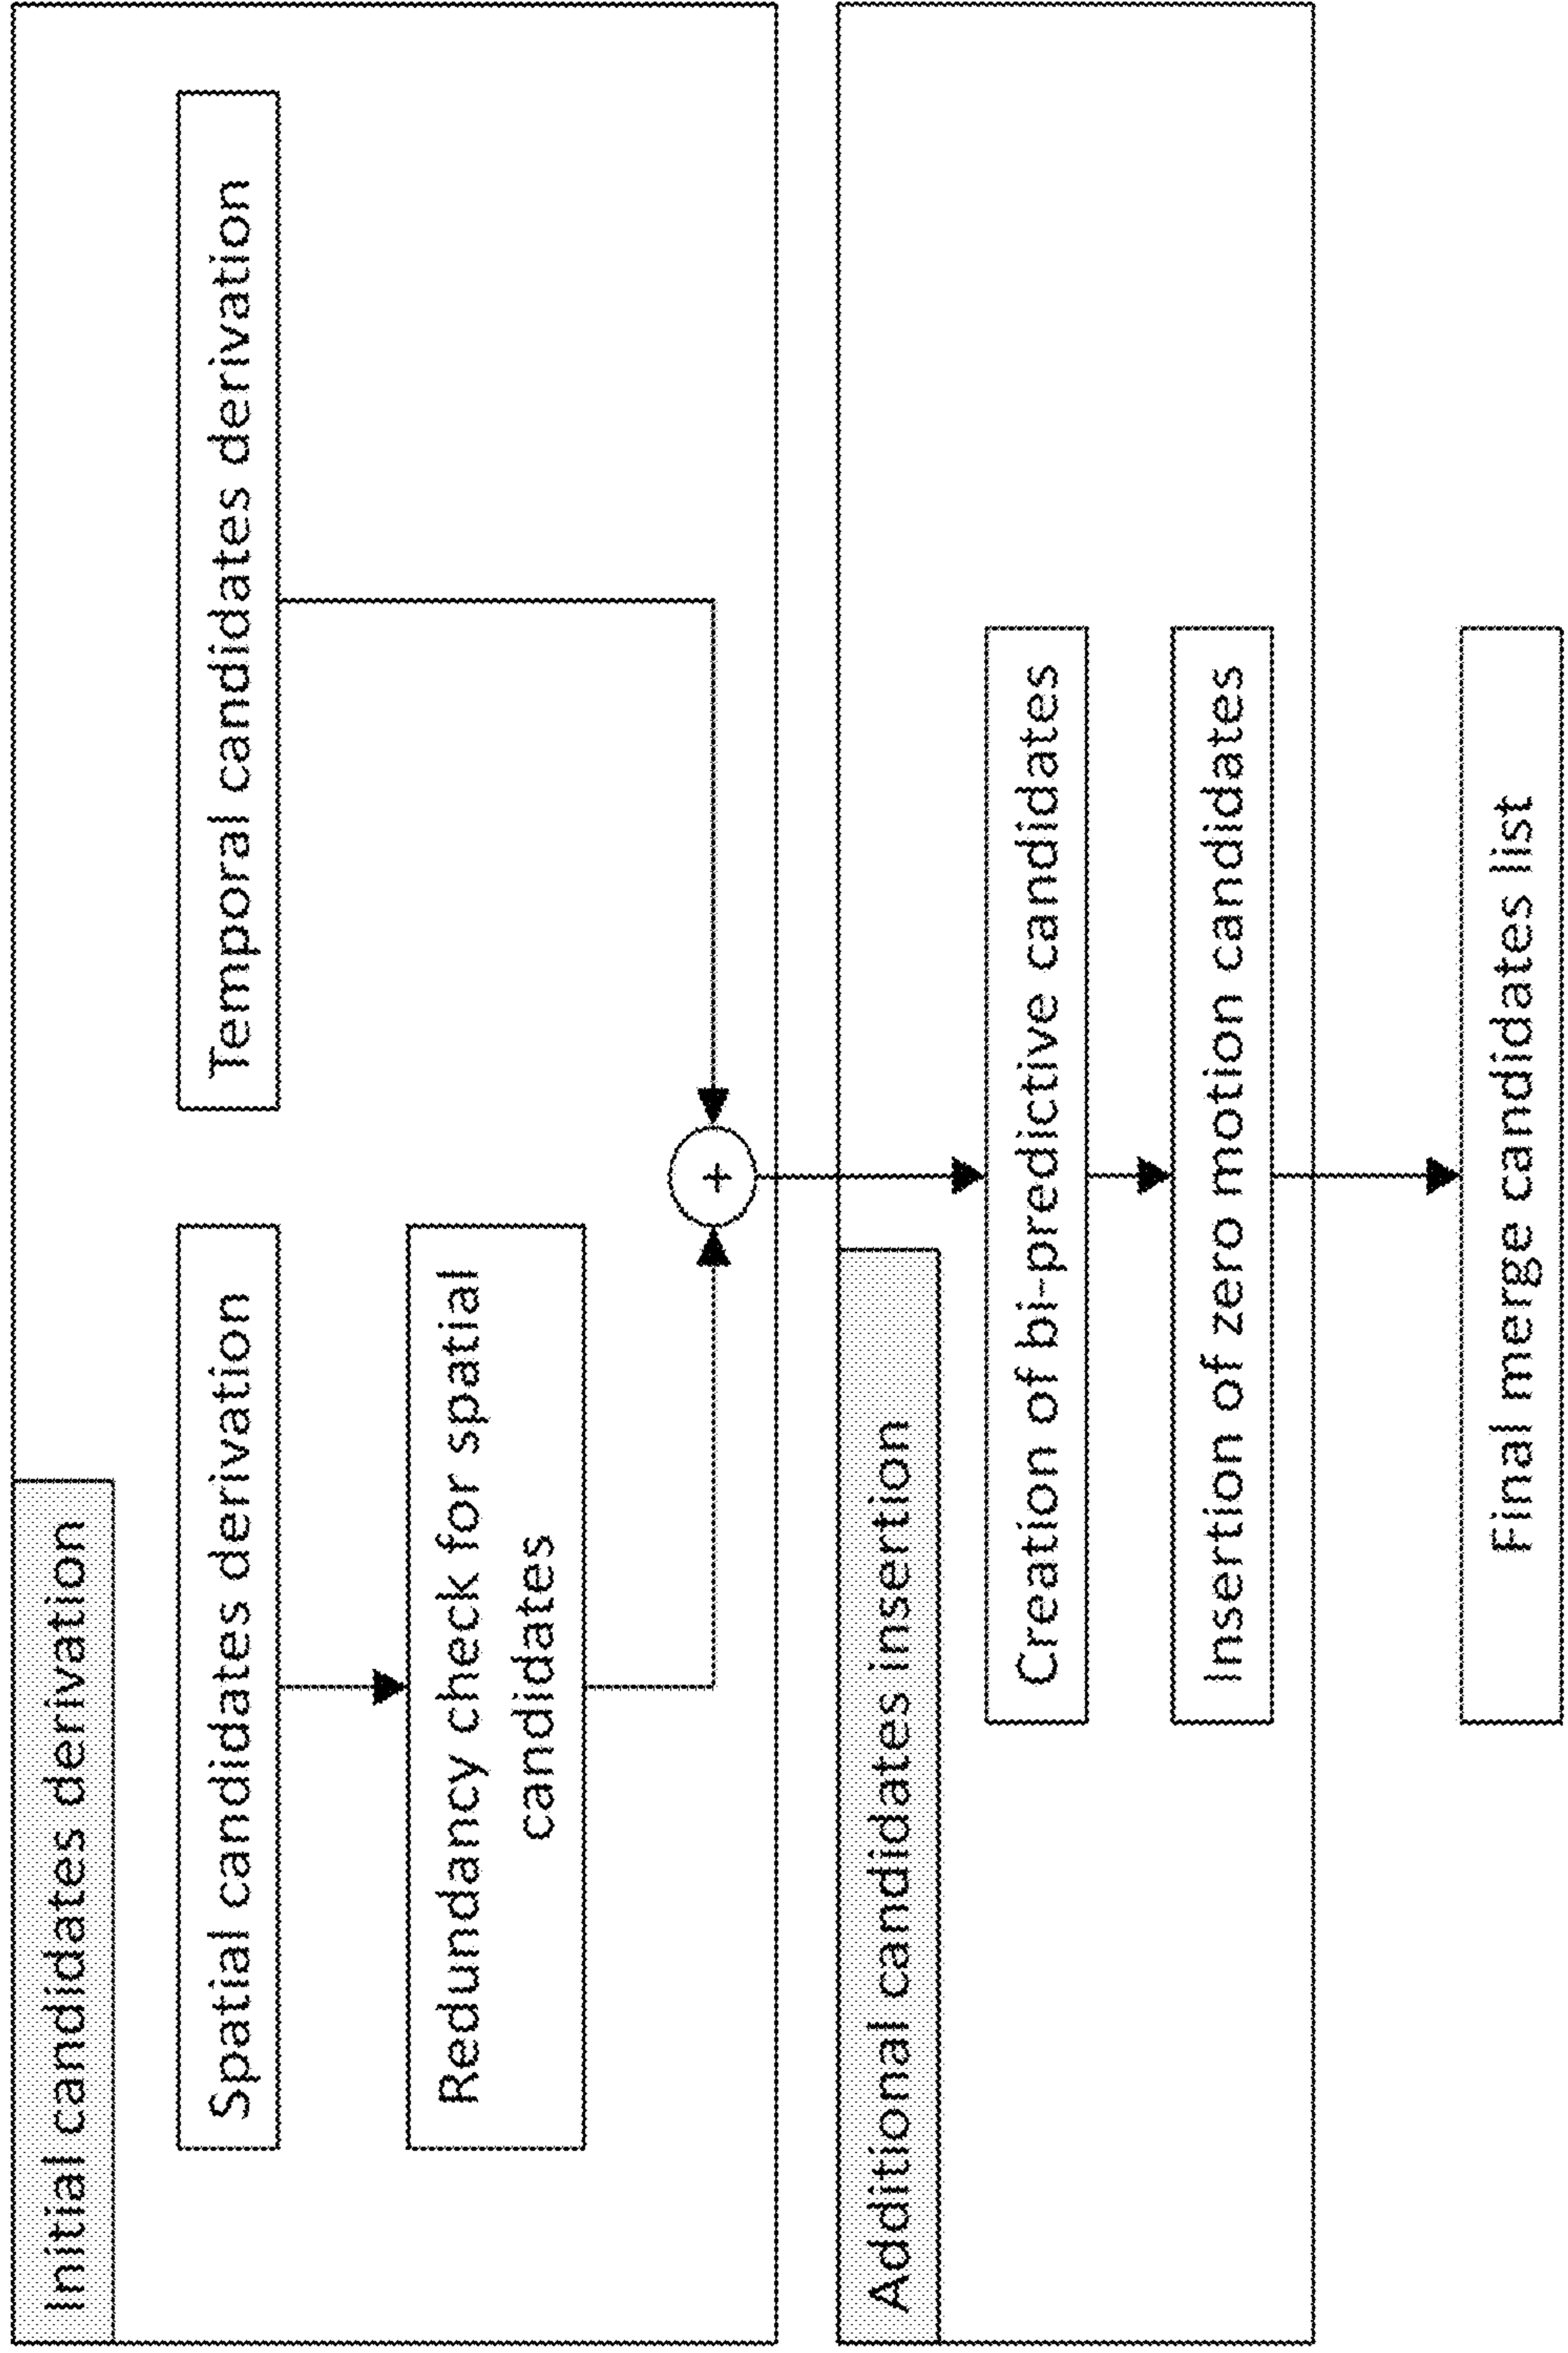 Initial candidates derivation
Spatial candidates derivation
Temporal candidates derivation
Redundancy check for spatial
candidates
+
Additional candidates insertion
Creation of bi-predictive candidates
Insertion of zero motion candidates
Final merge candidates list